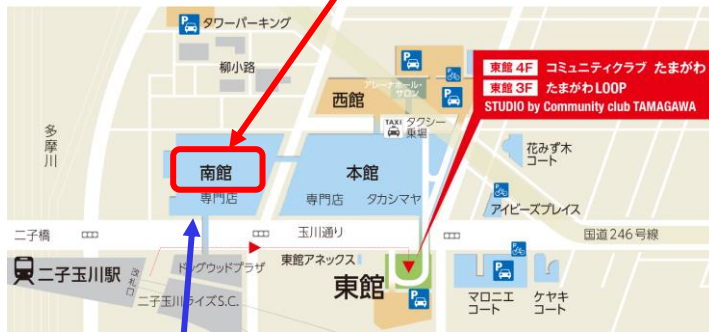 タワーパーキング
柳小路
多摩川
西館
アレーナホール・
サロン
TAXI タクシー
乗場
東館 4F コミュニティクラブ たまがわ
東館 3F たまがわLOOP
STUDIO by Community club TAMAGAWA
南館
専門店
本館
専門店 タカシマヤ
花みず木
コート
アイビーズプレイス
二子橋
玉川通り
国道246号線
二子玉川駅
改札口
ドッグウッドプラザ
二子玉川ライズS.C.
東館アネックス
東館
マロニエ
コート
ケヤキ
コート
P
P
P
P
P
P